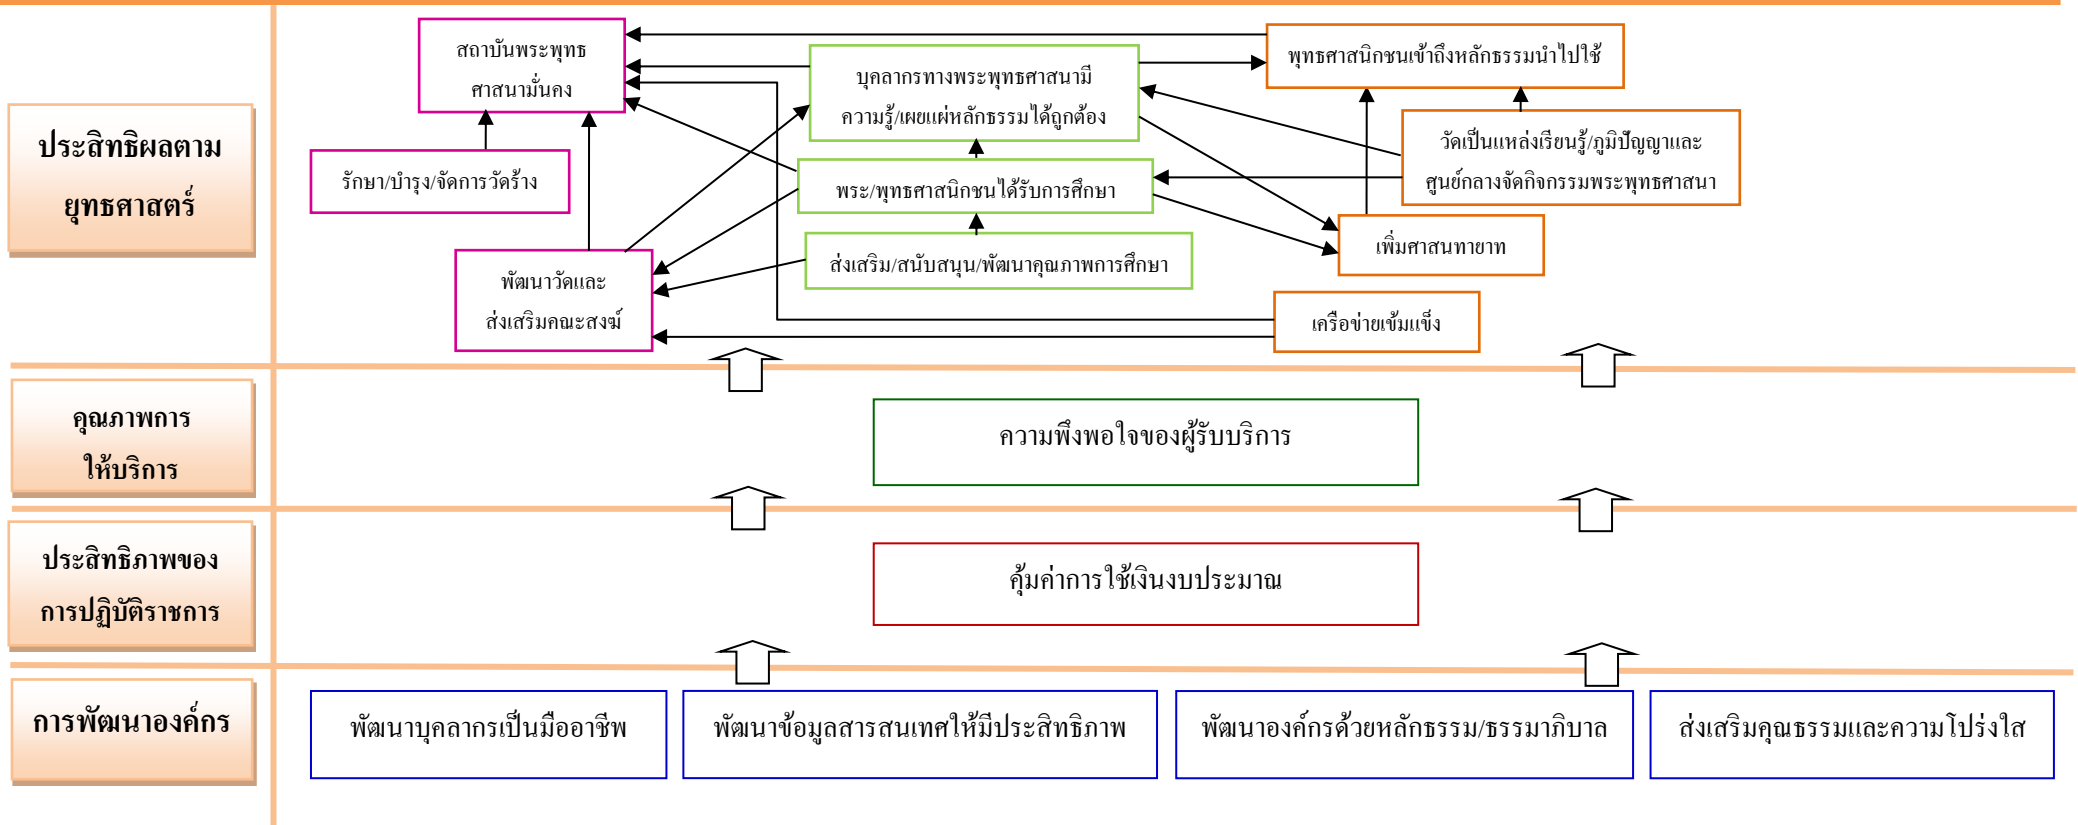 ประสิทธิผลตาม
ยุทธศาสตร์
สถาบันพระพุทธ
ศาสนามั่นคง
บุคลากรทางพระพุทธศาสนามี
ความรู้/เผยแผ่หลักธรรมได้ถูกต้อง
พุทธศาสนิกชนเข้าถึงหลักธรรมนำไปใช้
รักษา/บำรุง/จัดการวัดร้าง
พระ/พุทธศาสนิกชนได้รับการศึกษา
วัดเป็นแหล่งเรียนรู้/ภูมิปัญญาและ
ศูนย์กลางจัดกิจกรรมพระพุทธศาสนา
พัฒนาวัดและ
ส่งเสริมคณะสงฆ์
ส่งเสริม/สนับสนุน/พัฒนาคุณภาพการศึกษา
เพิ่มศาสนทายาท
เครือข่ายเข้มแข็ง
คุณภาพการ
ให้บริการ
ความพึงพอใจของผู้รับบริการ
ประสิทธิภาพของ
การปฏิบัติราชการ
คุ้มค่าการใช้เงินงบประมาณ
การพัฒนาองค์กร
พัฒนาบุคลากรเป็นมืออาชีพ
พัฒนาข้อมูลสารสนเทศให้มีประสิทธิภาพ
พัฒนาองค์กรด้วยหลักธรรม/ธรรมาภิบาล
ส่งเสริมคุณธรรมและความโปร่งใส